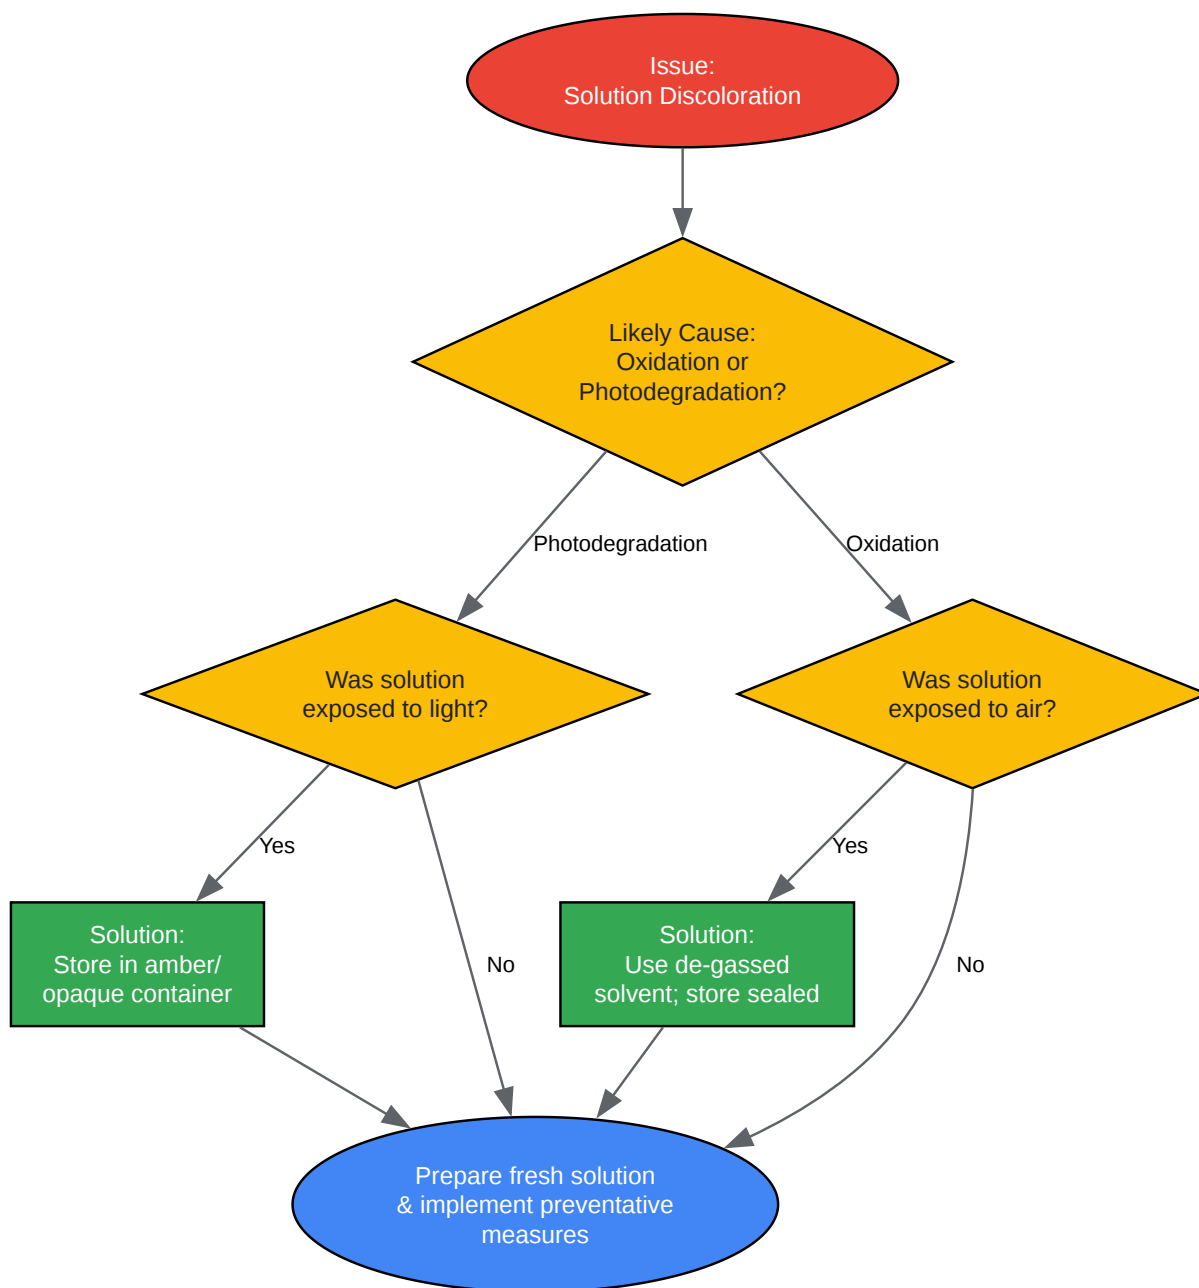 Issue:
Solution Discoloration
Likely Cause:
Oxidation or
Photodegradation?
Photodegradation
Oxidation
Was solution
exposed to light?
Was solution
exposed to air?
Yes
Yes
Solution:
Store in amber/
opaque container
No
Solution:
Use de-gassed
solvent; store sealed
No
Prepare fresh solution
& implement preventative
measures